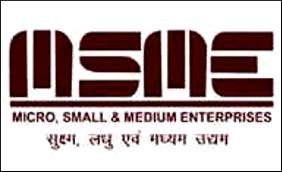 MSME
MICRO, SMALL & MEDIUM ENTERPRISES
सुक्ष्म, लघु एवं मध्यम उद्यम